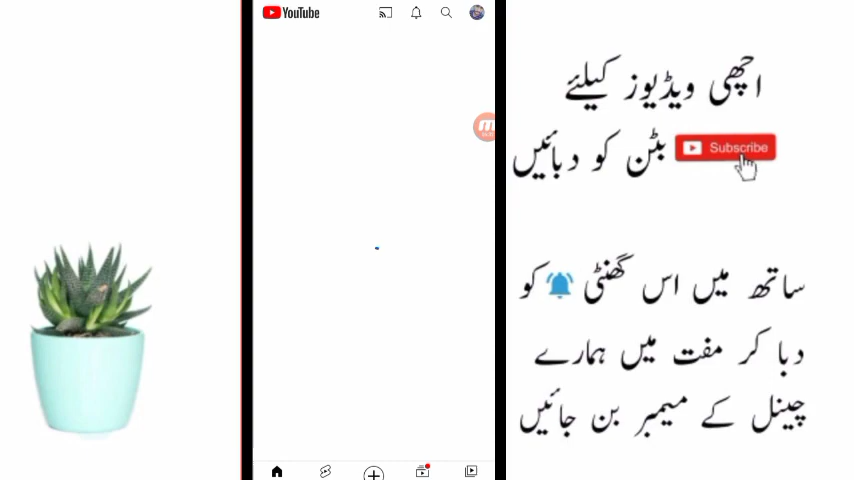 YouTube
اچھی ویڈیوز کیلئے
Subscribe بٹن کو دبائیں
ساتھ میں اس گھنٹی کو
دبا کر مفت میں ہمارے
چینل کے میمبر بن جائیں